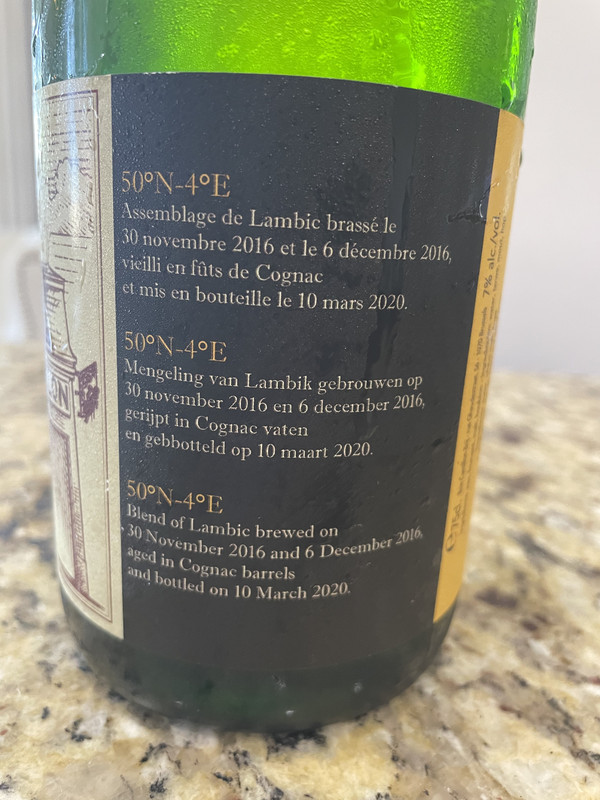 50°N-4°E
Assemblage de Lambic brassé le
30 novembre 2016 et le 6 décembre 2016,
vieilli en fûts de Cognac
et mis en bouteille le 10 mars 2020.
50°N-4°E
Mengeling van Lambik gebrouwen op
30 november 2016 en 6 december 2016,
gerijpt in Cognac vaten
en gebbotteld op 10 maart 2020.
50°N-4°E
Blend of Lambic brewed on
30 November 2016 and 6 December 2016,
aged in Cognac barrels
and bottled on 10 March 2020.
7% alc./vol.
75cl
ON